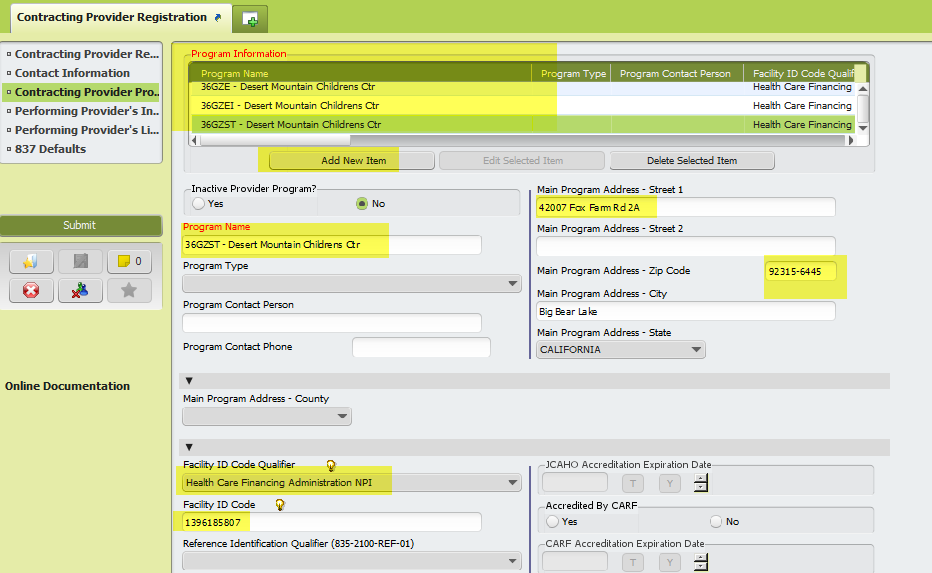 Contracting Provider Registration
Contracting Provider Re...
Contact Information
Contracting Provider Pro...
Performing Provider's In...
Performing Provider's Li...
837 Defaults
Submit
0
Online Documentation
Program Information
Program Name Program Type Program Contact Person Facility ID Code Qualif
36GZE - Desert Mountain Childrens Ctr Health Care Financing
36GZEI - Desert Mountain Childrens Ctr Health Care Financing
36GZST - Desert Mountain Childrens Ctr Health Care Financing
Add New Item Edit Selected Item Delete Selected Item
Inactive Provider Program?
Yes No
Program Name
36GZST - Desert Mountain Childrens Ctr
Program Type
Program Contact Person
Program Contact Phone
Main Program Address - Street 1
42007 Fox Farm Rd 2A
Main Program Address - Street 2
Main Program Address - Zip Code 92315-6445
Main Program Address - City
Big Bear Lake
Main Program Address - State
CALIFORNIA
Main Program Address - County
Facility ID Code Qualifier
Health Care Financing Administration NPI
Facility ID Code
1396185807
Reference Identification Qualifier (835-2100-REF-01)
JCAHO Accreditation Expiration Date
T Y
Accredited By CARF
Yes No
CARF Accreditation Expiration Date
T Y